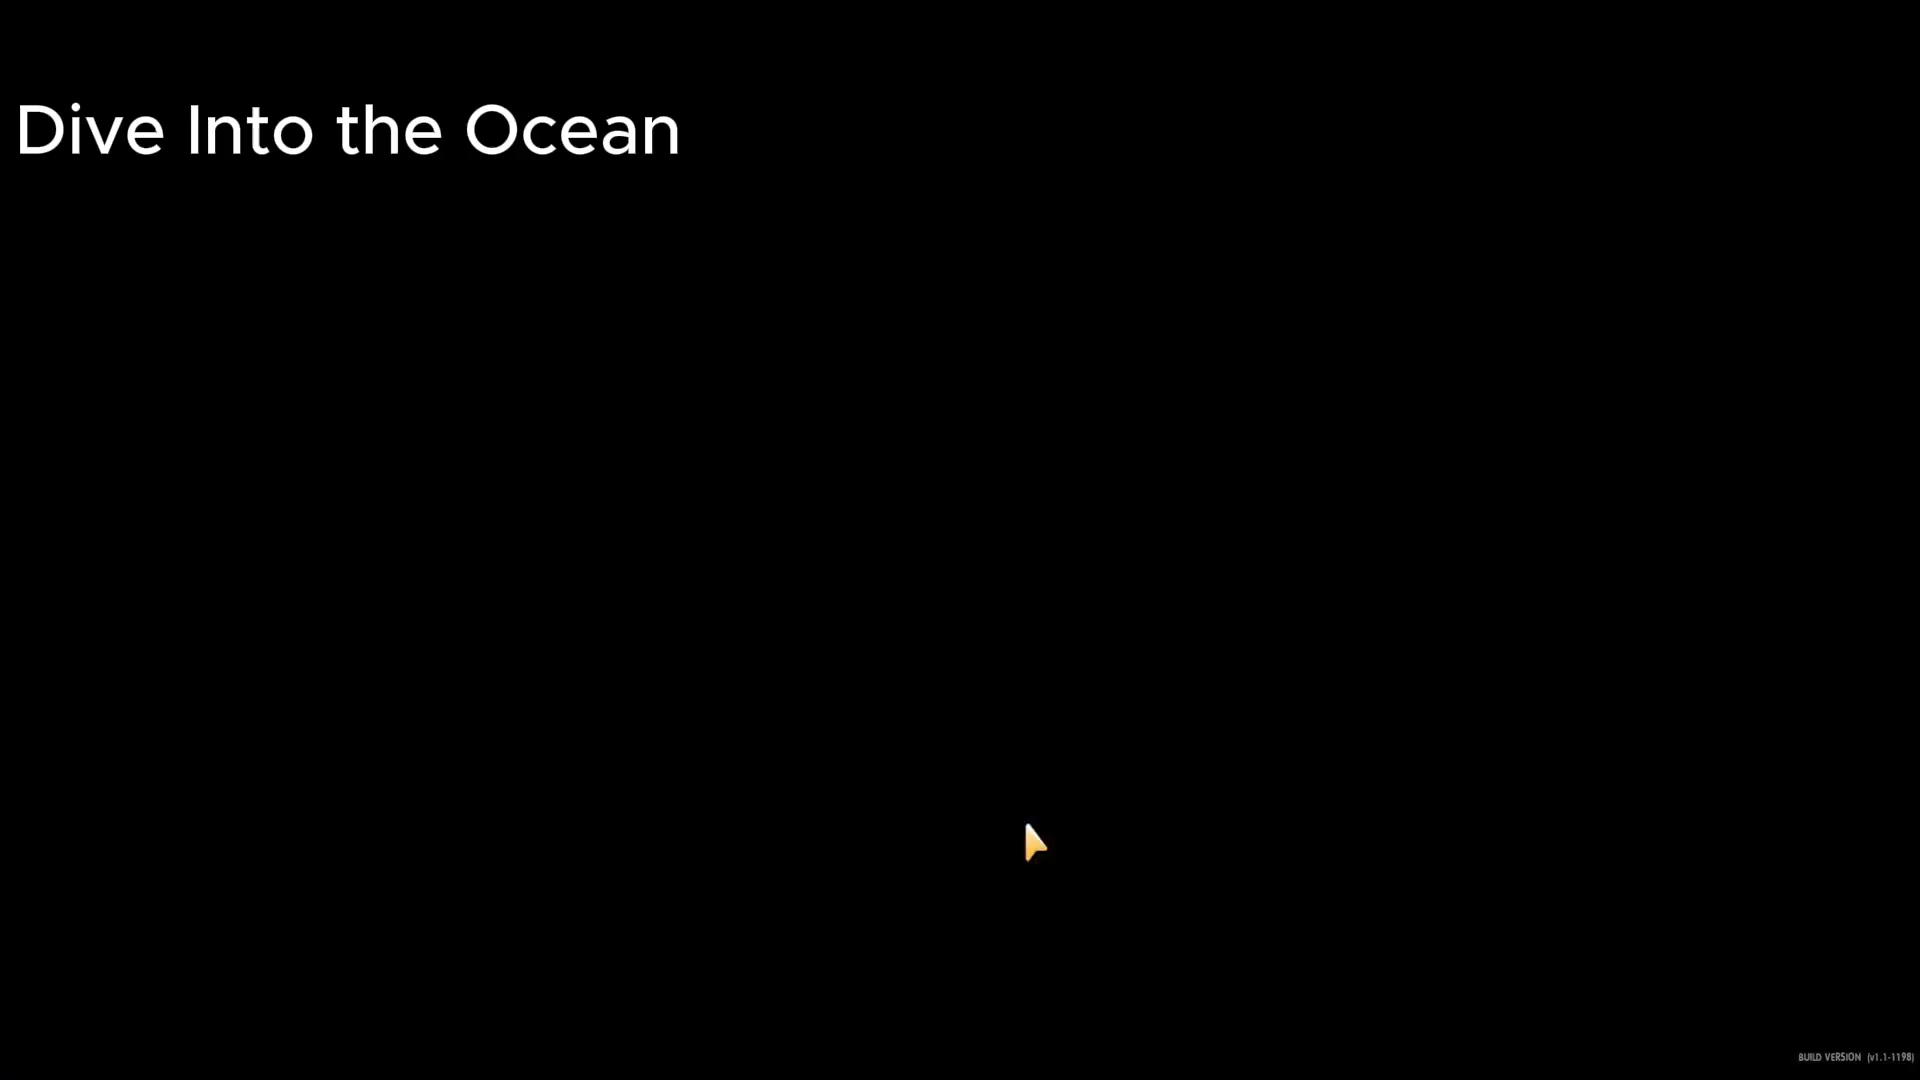 Dive Into the Ocean
BUILD VERSION (v1.1-1198)